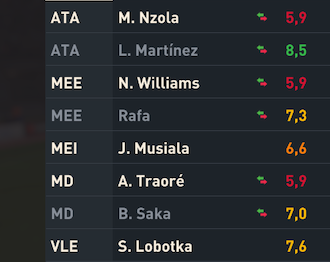 ATA M. Nzola 5,9
ATA L. Martínez 8,5
MEE N. Williams 5,9
MEE Rafa 7,3
MEI J. Musiala 6,6
MD A. Traoré 5,9
MD B. Saka 7,0
VLE S. Lobotka 7,6